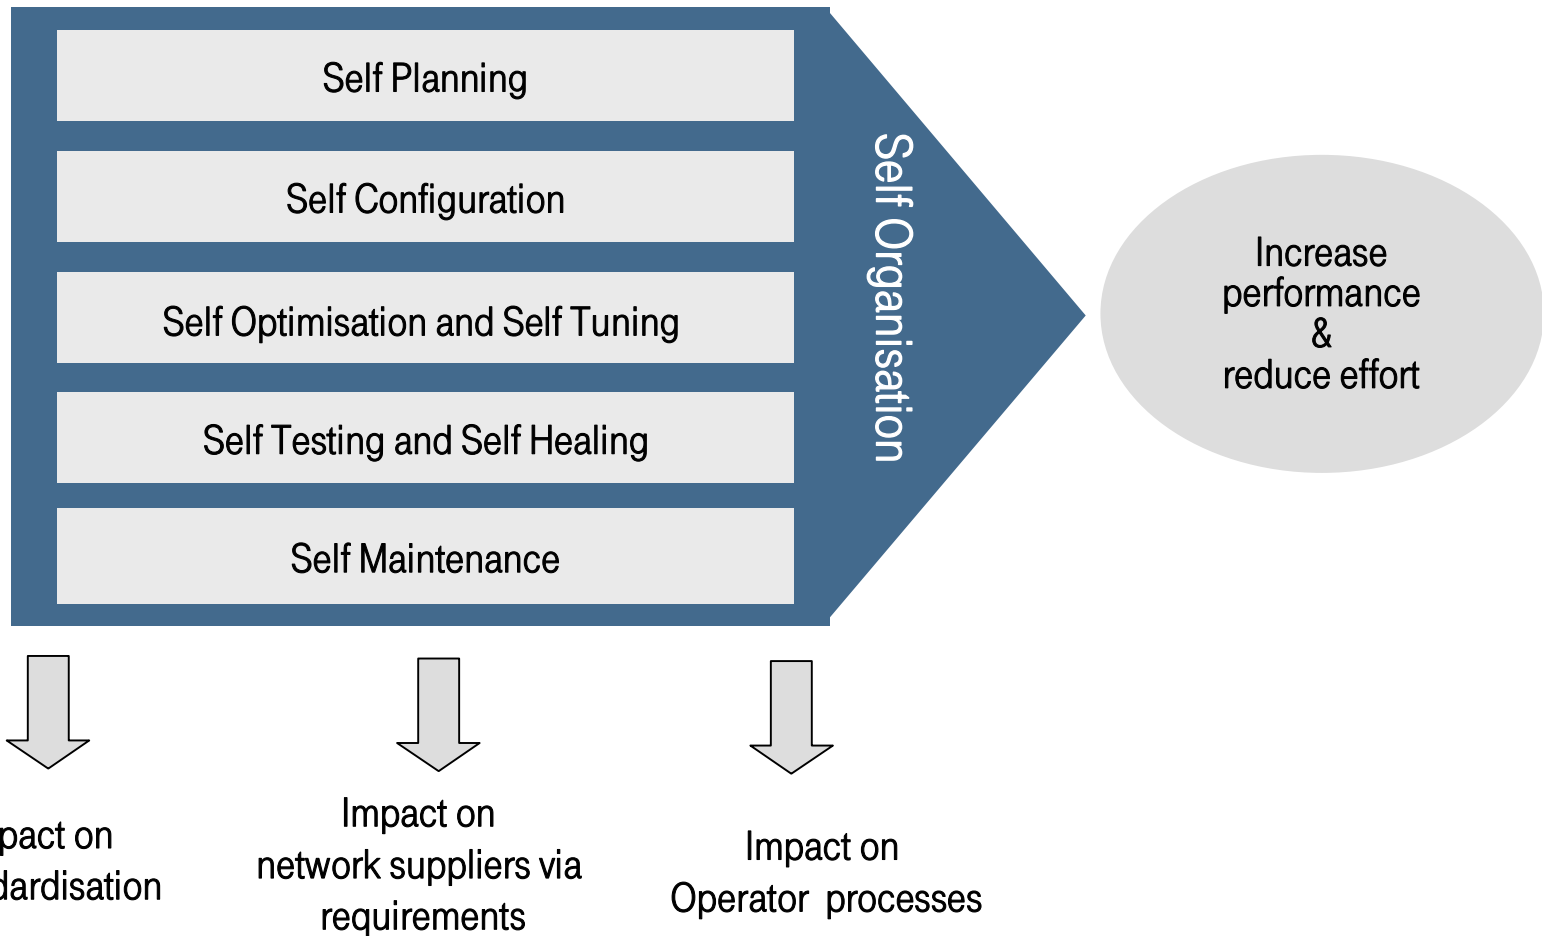 Self Planning
Self Configuration
Self Optimisation and Self Tuning
Self Testing and Self Healing
Self Maintenance
Self Organisation
Increase
performance
&
reduce effort
pact on
dardisation
Impact on
network suppliers via
requirements
Impact on
Operator processes